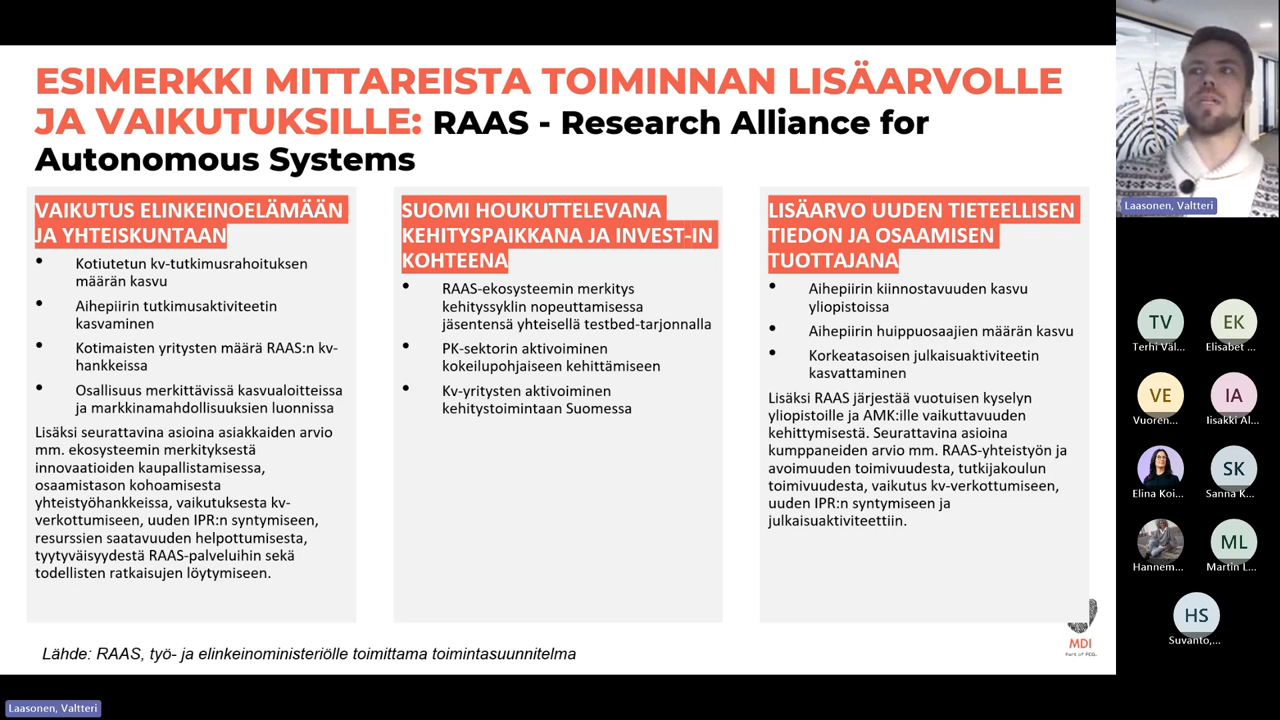 ESIMERKKI MITTAREISTA TOIMINNAN LISÄARVOLLE
JA VAIKUTUKSILLE: RAAS - Research Alliance for
Autonomous Systems
VAIKUTUS ELINKEINOELÄMÄÄN
JA YHTEISKUNTAAN
• Kotiutetun kv-tutkimusrahoituksen
määrän kasvu
• Aihepiirin tutkimusaktiviteetin
kasvaminen
• Kotimaisten yritysten määrä RAAS:n kv-
hankkeissa
• Osallisuus merkittävissä kasvualoitteissa
ja markkinamahdollisuuksien luonnissa
Lisäksi seurattavina asioina asiakkaiden arvio
mm. ekosysteemin merkityksestä
innovaatioiden kaupallistamisessa,
osaamistason kohoamisesta
yhteistyöhankkeissa, vaikutuksesta kv-
verkottumiseen, uuden IPR:n syntymiseen,
resurssien saatavuuden helpottumisesta,
tyytyväisyydestä RAAS-palveluihin sekä
todellisten ratkaisujen löytymiseen.
SUOMI HOUKUTTELEVANA
KEHITYSPAIKKANA JA INVEST-IN
KOHTEENA
• RAAS-ekosysteemin merkitys
kehityssyklin nopeuttamisessa
jäsentensä yhteisellä testbed-tarjonnalla
• PK-sektorin aktivoiminen
kokeilupohjaiseen kehittämiseen
• Kv-yritysten aktivoiminen
kehitystoimintaan Suomessa
LISÄARVO UUDEN TIETEELLISEN
TIEDON JA OSAAMISEN
TUOTTAJANA
• Aihepiirin kiinnostavuuden kasvu
yliopistoissa
• Aihepiirin huippuosaajien määrän kasvu
• Korkeatasoisen julkaisuaktiviteetin
kasvattaminen
Lisäksi RAAS järjestää vuotuisen kyselyn
yliopistoille ja AMK:ille vaikuttavuuden
kehittymisestä. Seurattavina asioina
kumppaneiden arvio mm. RAAS-yhteistyön ja
avoimuuden toimivuudesta, tutkijakoulun
toimivuudesta, vaikutus kv-verkottumiseen,
uuden IPR:n syntymiseen ja
julkaisuaktiviteettiin.
Lähde: RAAS, työ- ja elinkeinoministeriölle toimittama toimintasuunnitelma
MDI
Part of FCG.
Laasonen, Valtteri
TV
Terhi Väl...
EK
Elisabet ...
VE
Vuoren...
IA
Iisakki Al...
Elina Koi...
SK
Sanna K...
Hannem...
ML
Martin L...
HS
Suvanto,...
Laasonen, Valtteri